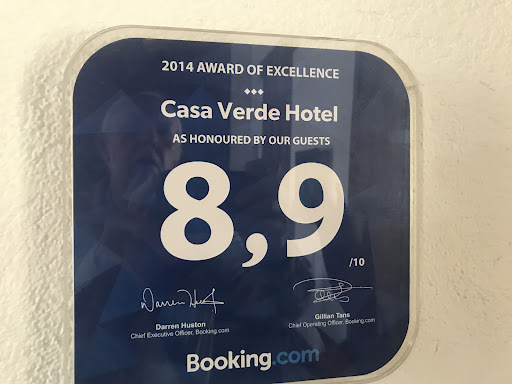 2014 AWARD OF EXCELLENCE
Casa Verde Hotel
AS HONOURED BY OUR GUESTS
8,9
/10
Darren Huston
Chief Executive Officer, Booking.com
Gillian Tans
Chief Operating Officer, Booking.com
Booking.com